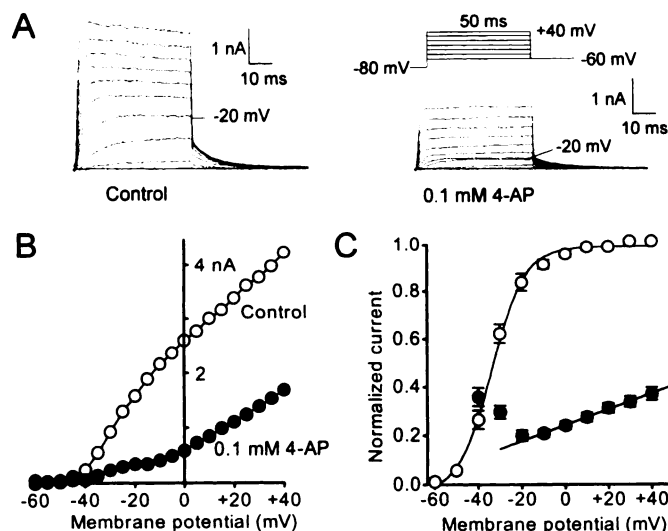 A
1 nA
10 ms
-20 mV
Control
50 ms
+40 mV
-60 mV
-80 mV
1 nA
10 ms
-20 mV
0.1 mM 4-AP
B
4 nA
Control
2
0.1 mM 4-AP
-60 -40 -20 0 +20 +40
Membrane potential (mV)
C
Normalized current
1.0
0.8
0.6
0.4
0.2
-60 -40 -20 0 +20 +40
Membrane potential (mV)